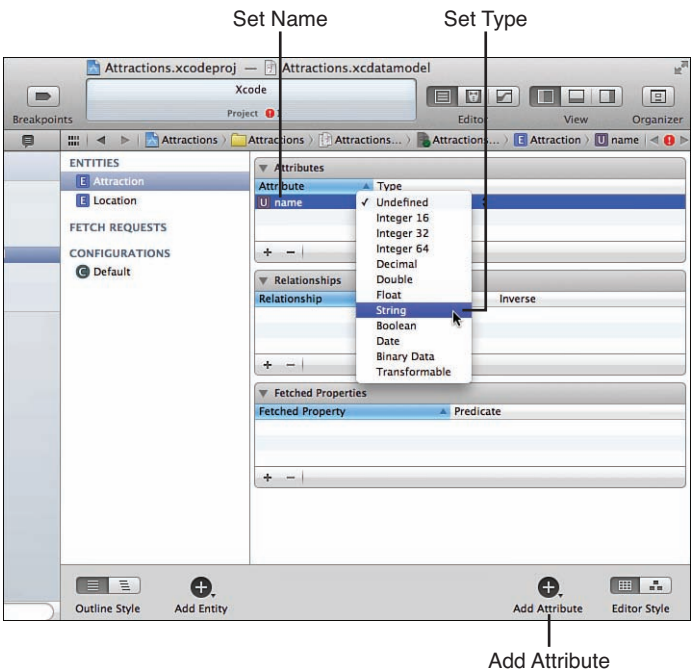 Set Name Set Type
Attractions.xcodeproj — Attractions.xcdatamodel
Xcode
Project
Breakpoints Editor View Organizer
Attractions Attractions Attractions... Attractions... E Attraction U name
ENTITIES
E Attraction
E Location
FETCH REQUESTS
CONFIGURATIONS
C Default
Attributes
Attribute Type
U name
✓ Undefined
Integer 16
Integer 32
Integer 64
Decimal
Double
Float
String
Boolean
Date
Binary Data
Transformable
+ −
Relationships
Relationship Inverse
+ −
Fetched Properties
Fetched Property Predicate
+ −
Outline Style Add Entity Add Attribute Editor Style
Add Attribute